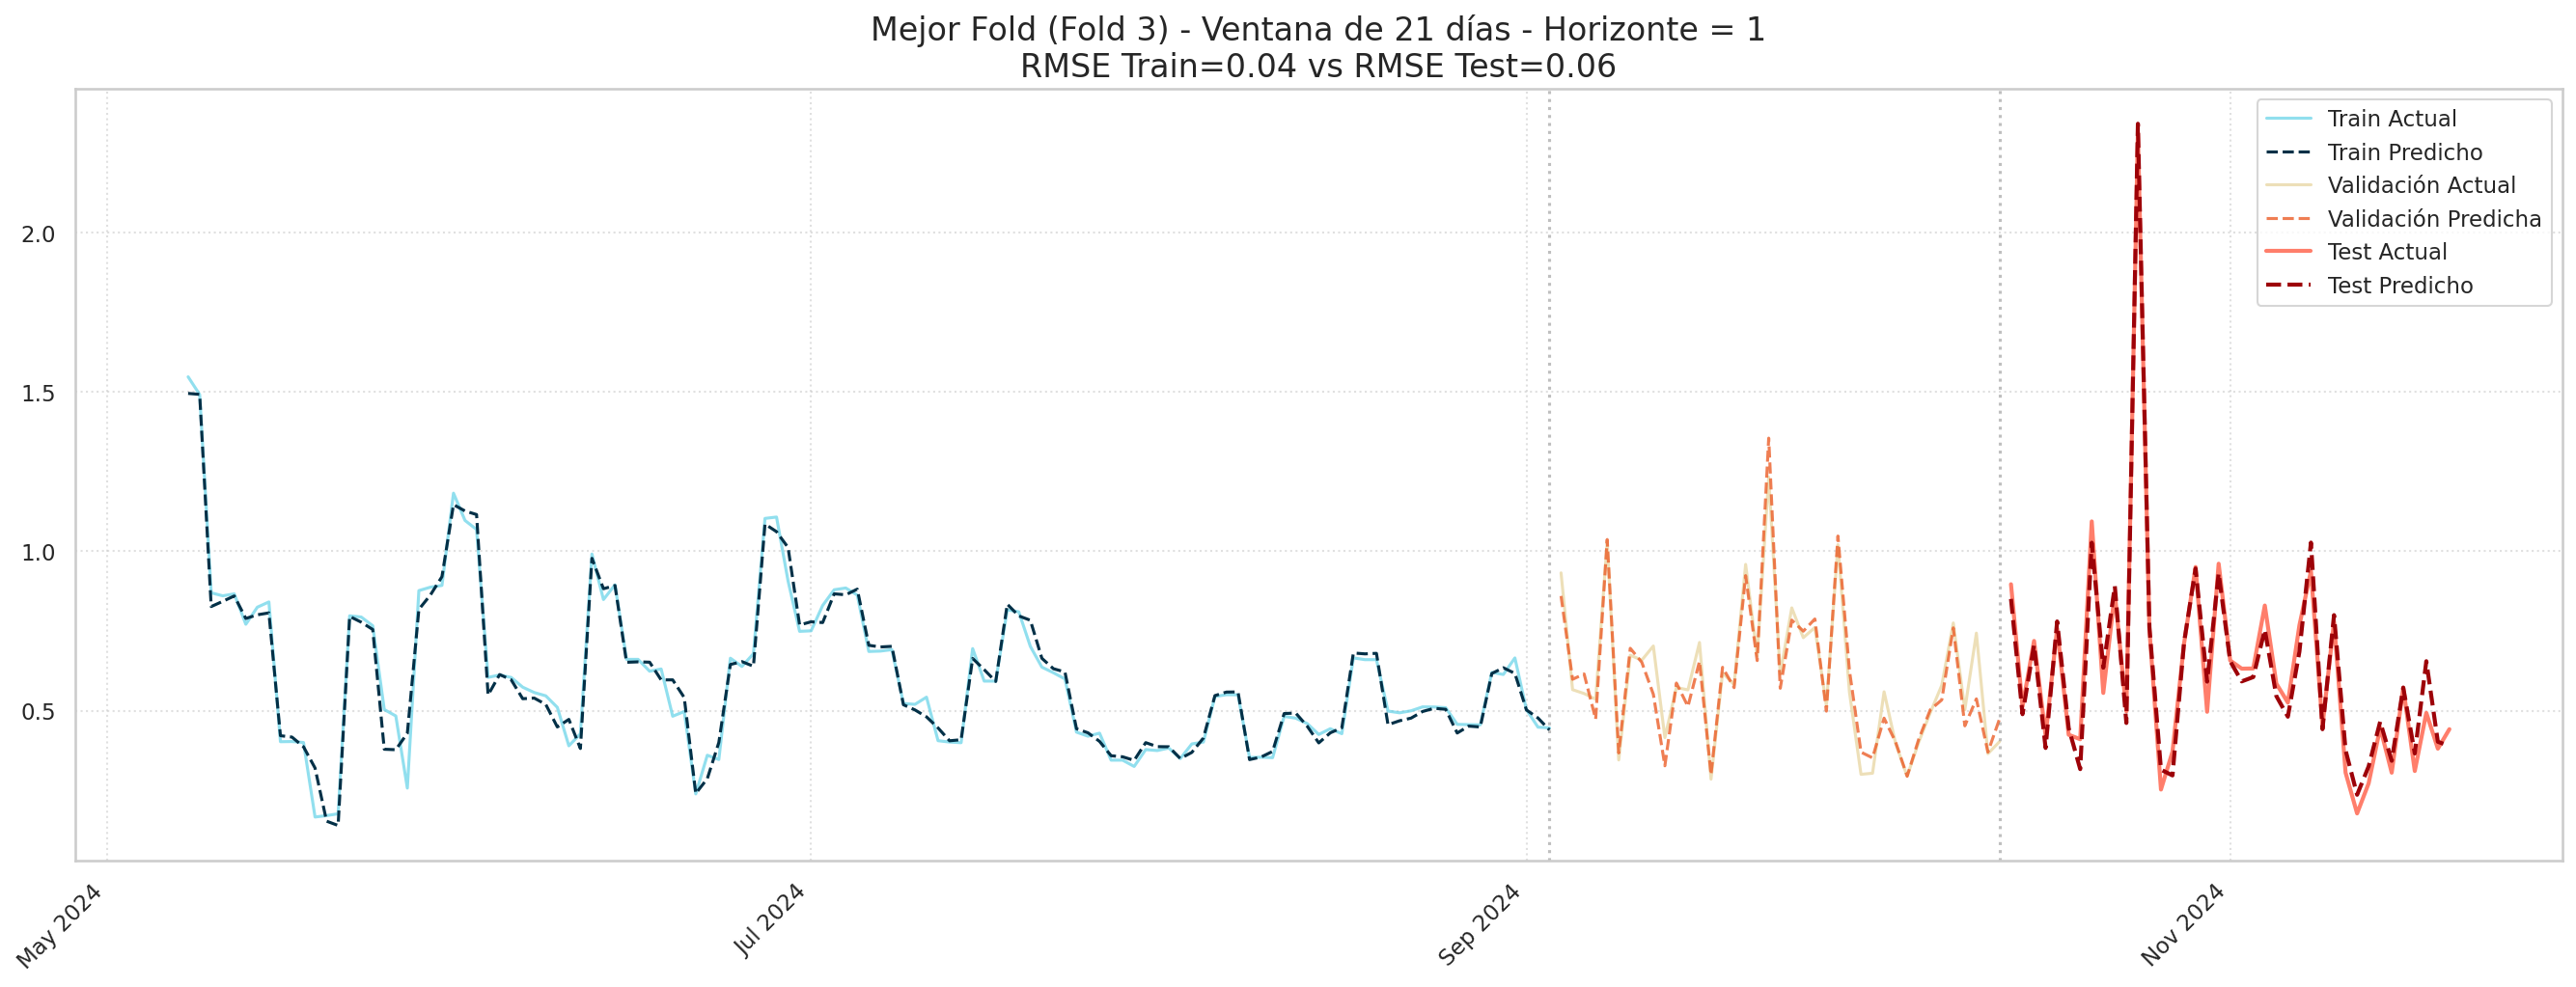 Mejor Fold (Fold 3) - Ventana de 21 días - Horizonte = 1
RMSE Train=0.04 vs RMSE Test=0.06
Train Actual
Train Predicho
Validación Actual
Validación Predicha
Test Actual
Test Predicho
2.0
1.5
1.0
0.5
May 2024
Jul 2024
Sep 2024
Nov 2024